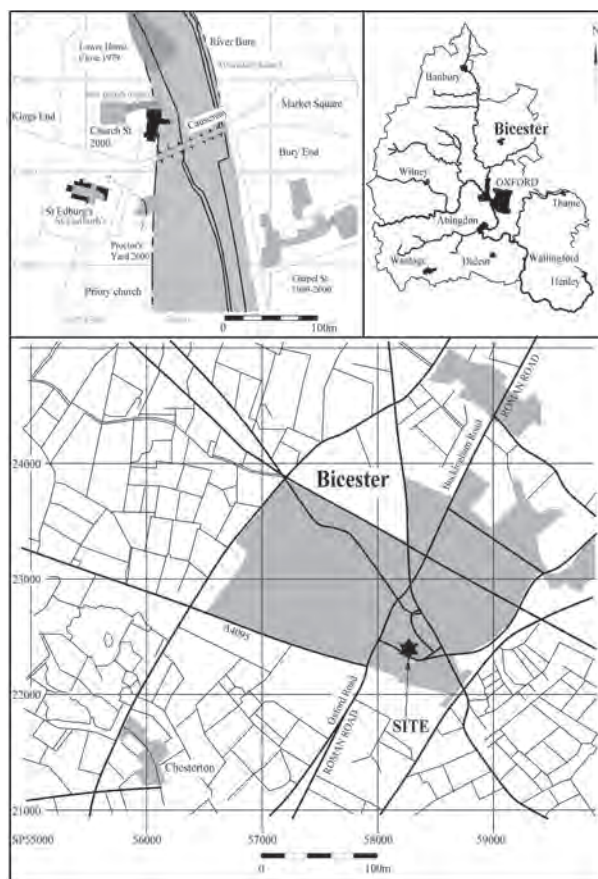 Lower Home
Close 1979
River Bure
Kings End
Church St
2000
Causeway
Market Square
Bury End
St Edburg's
Proctor's
Yard 2000
Priory church
Chapel St
1999-2000
0
100m
N
Banbury
Bicester
Witney
OXFORD
Thame
Abingdon
Wantage
Didcot
Wallingford
Henley
ROMAN ROAD
24000
Bicester
23000
A4095
22000
Oxford Road
ROMAN ROAD
SITE
Chesterton
21000
SP55000
56000
57000
58000
59000
0
100m